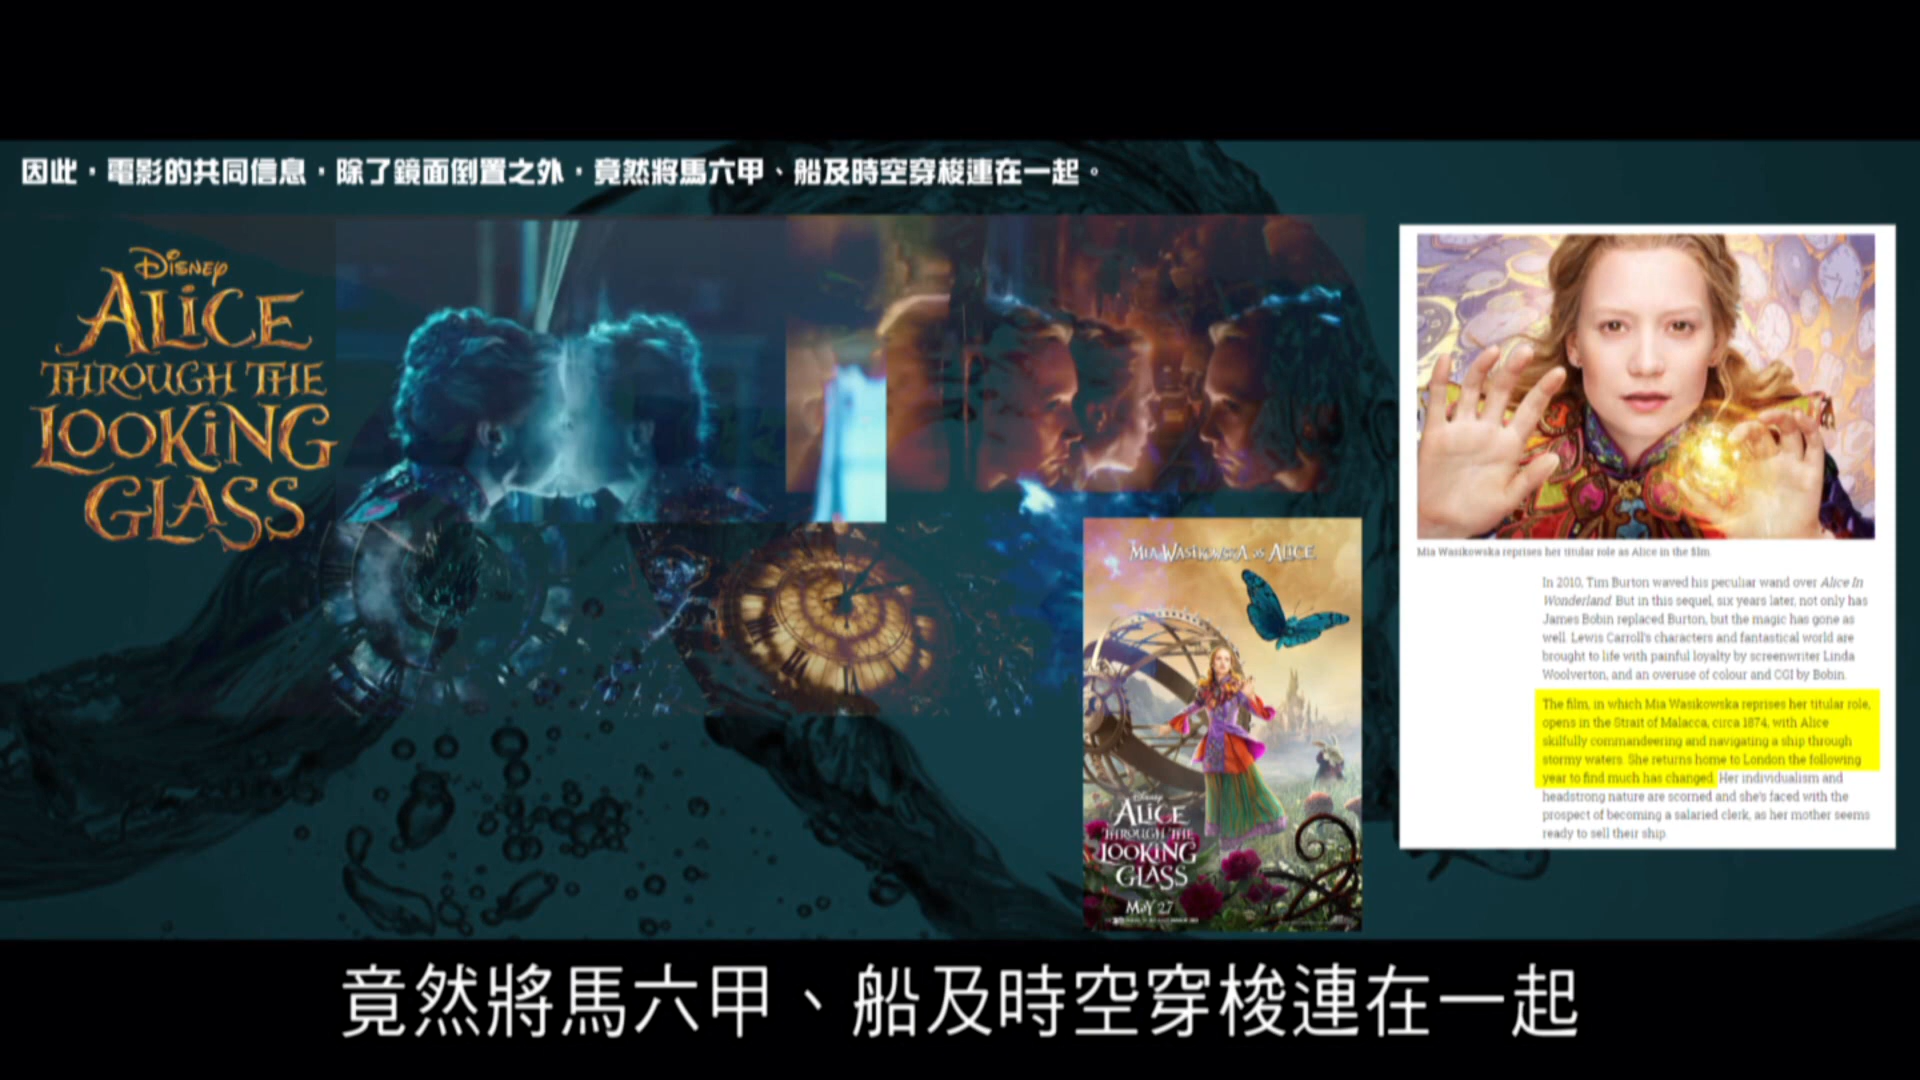 因此，電影的共同信息，除了鏡面倒置之外，竟然將馬六甲、船及時空穿梭連在一起。
DISNEY
ALICE
THROUGH THE
LOOKING
GLASS
MIA WASIKOWSKA as ALICE
Disney
ALICE
THROUGH THE
LOOKING
GLASS
MAY 27
Mia Wasikowska reprises her titular role as Alice in the film.
In 2010, Tim Burton waved his peculiar wand over Alice In
Wonderland. But in this sequel, six years later, not only has
James Bobin replaced Burton, but the magic has gone as
well. Lewis Carroll's characters and fantastical world are
brought to life with painful loyalty by screenwriter Linda
Woolverton, and an overuse of colour and CGI by Bobin.
The film, in which Mia Wasikowska reprises her titular role,
opens in the Strait of Malacca, circa 1874, with Alice
skilfully commandeering and navigating a ship through
stormy waters. She returns home to London the following
year to find much has changed. Her individualism and
headstrong nature are scorned and she's faced with the
prospect of becoming a salaried clerk, as her mother seems
ready to sell their ship.
竟然將馬六甲、船及時空穿梭連在一起